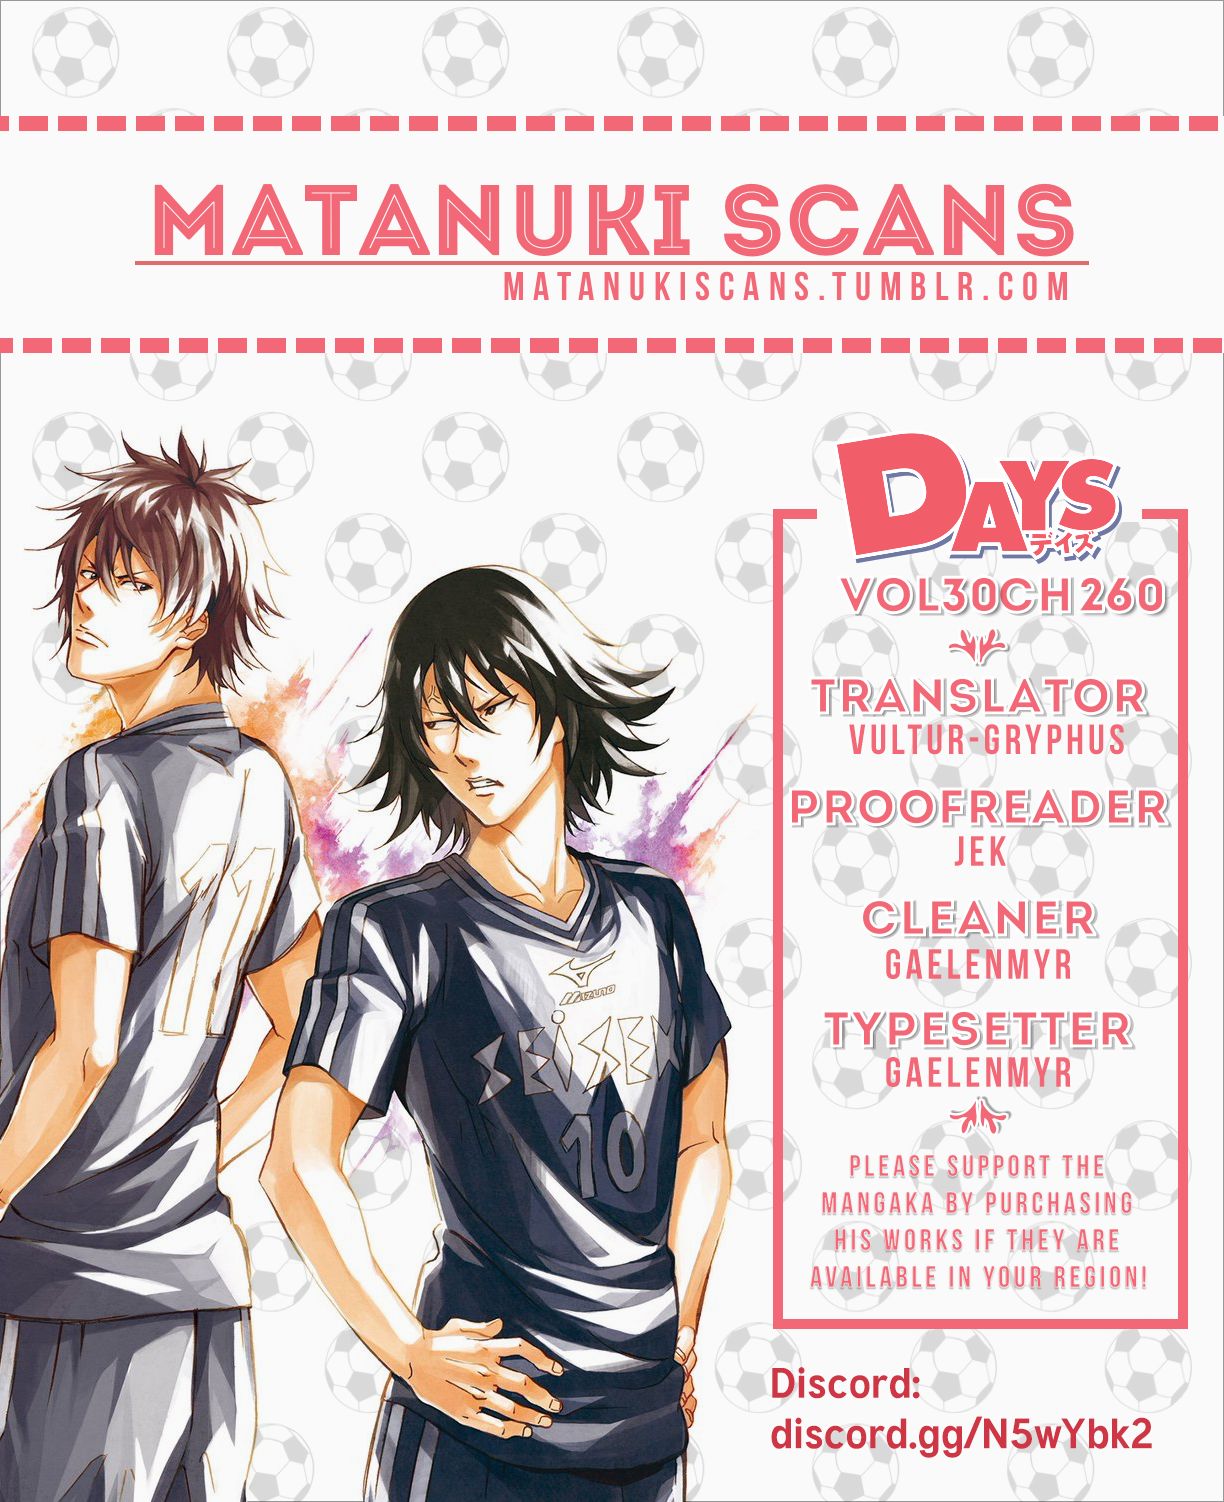 MATANUKI SCANS
MATANUKISCANS.TUMBLR.COM
DAYS
デイズ
VOL30CH260
TRANSLATOR
VULTUR-GRYPHUS
PROOFREADER
JEK
CLEANER
GAELENMYR
TYPESETTER
GAELENMYR
PLEASE SUPPORT THE
MANGAKA BY PURCHASING
HIS WORKS IF THEY ARE
AVAILABLE IN YOUR REGION!
Discord:
discord.gg/N5wYbk2
11
MIZUNO
SEiSEK
10